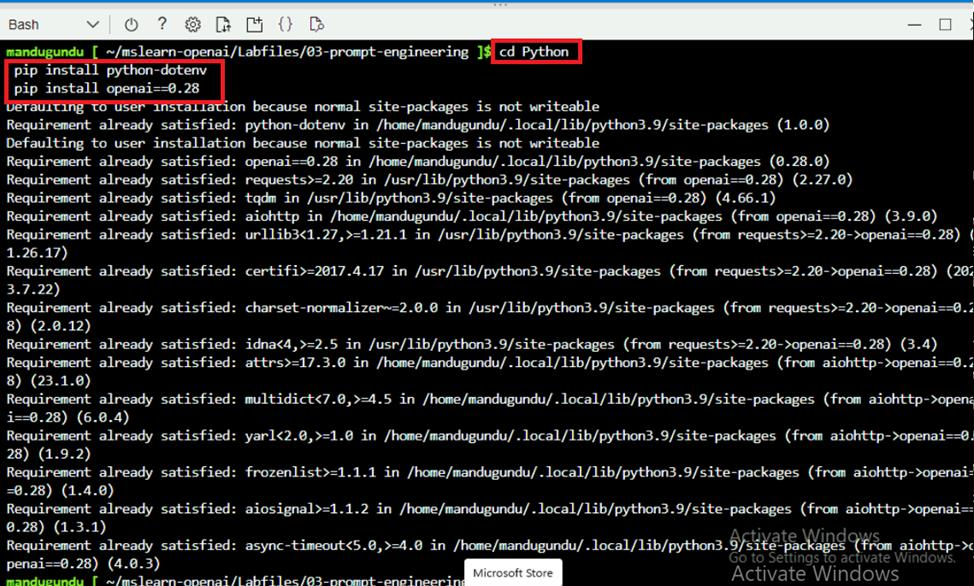 Bash
mandugundu [ ~/mslearn-openai/Labfiles/03-prompt-engineering ]$ cd Python
pip install python-dotenv
pip install openai==0.28
Defaulting to user installation because normal site-packages is not writeable
Requirement already satisfied: python-dotenv in /home/mandugundu/.local/lib/python3.9/site-packages (1.0.0)
Defaulting to user installation because normal site-packages is not writeable
Requirement already satisfied: openai==0.28 in /home/mandugundu/.local/lib/python3.9/site-packages (0.28.0)
Requirement already satisfied: requests>=2.20 in /usr/lib/python3.9/site-packages (from openai==0.28) (2.27.0)
Requirement already satisfied: tqdm in /usr/lib/python3.9/site-packages (from openai==0.28) (4.66.1)
Requirement already satisfied: aiohttp in /home/mandugundu/.local/lib/python3.9/site-packages (from openai==0.28) (3.9.0)
Requirement already satisfied: urllib3<1.27,>=1.21.1 in /usr/lib/python3.9/site-packages (from requests>=2.20->openai==0.28) (
1.26.17)
Requirement already satisfied: certifi>=2017.4.17 in /usr/lib/python3.9/site-packages (from requests>=2.20->openai==0.28) (202
3.7.22)
Requirement already satisfied: charset-normalizer~=2.0.0 in /usr/lib/python3.9/site-packages (from requests>=2.20->openai==0.2
8) (2.0.12)
Requirement already satisfied: idna<4,>=2.5 in /usr/lib/python3.9/site-packages (from requests>=2.20->openai==0.28) (3.4)
Requirement already satisfied: attrs>=17.3.0 in /home/mandugundu/.local/lib/python3.9/site-packages (from aiohttp->openai==0.2
8) (23.1.0)
Requirement already satisfied: multidict<7.0,>=4.5 in /home/mandugundu/.local/lib/python3.9/site-packages (from aiohttp->opena
i==0.28) (6.0.4)
Requirement already satisfied: yarl<2.0,>=1.0 in /home/mandugundu/.local/lib/python3.9/site-packages (from aiohttp->openai==0.
28) (1.9.2)
Requirement already satisfied: frozenlist>=1.1.1 in /home/mandugundu/.local/lib/python3.9/site-packages (from aiohttp->openai=
=0.28) (1.4.0)
Requirement already satisfied: aiosignal>=1.1.2 in /home/mandugundu/.local/lib/python3.9/site-packages (from aiohttp->openai==
0.28) (1.3.1)
Requirement already satisfied: async-timeout<5.0,>=4.0 in /home/mandugundu/.local/lib/python3.9/site-packages (from aiohttp->o
penai==0.28) (4.0.3)
mandugundu [ ~/mslearn-openai/Labfiles/03-prompt-engineering
Microsoft Store
Activate Windows
Go to Settings to activate Windows.
Activate Windows